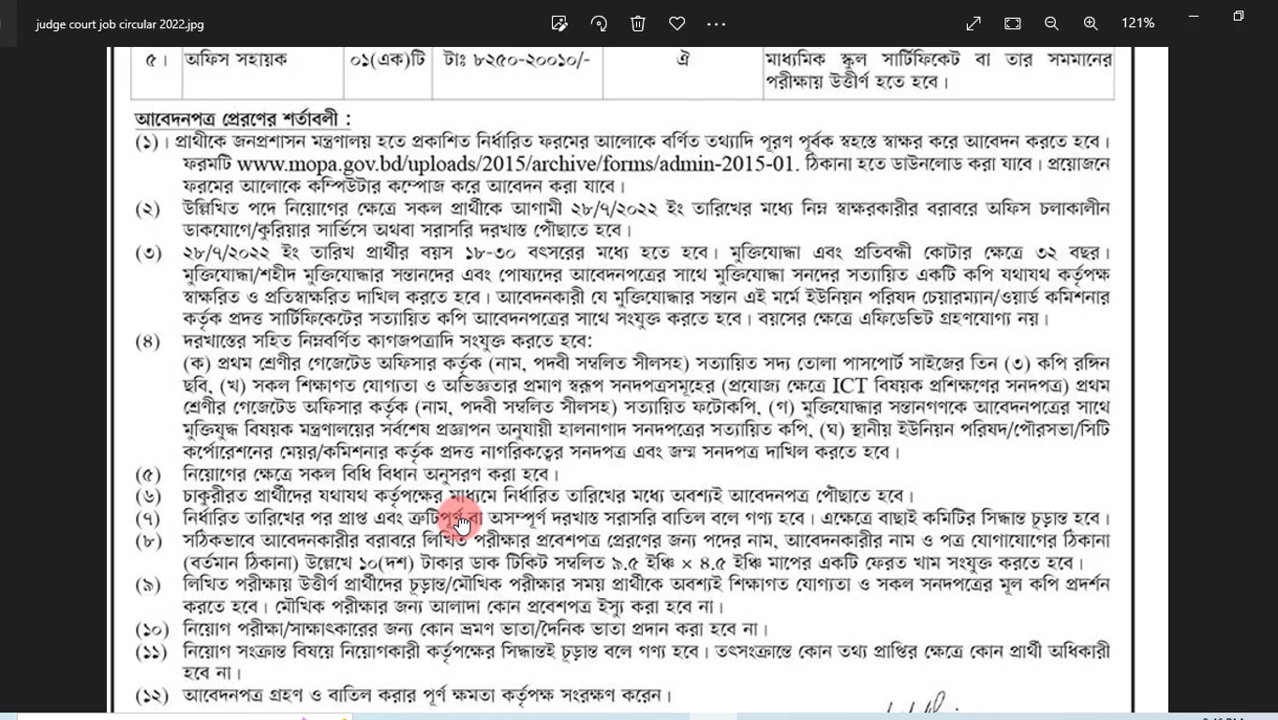 judge court job circular 2022.jpg
121%
৫। অফিস সহায়ক ০১(এক)টি টাঃ ৮২৫০-২০০১০/- ঐ মাধ্যমিক স্কুল সার্টিফিকেট বা তার সমমানের
পরীক্ষায় উত্তীর্ণ হতে হবে।
আবেদনপত্র প্রেরণের শর্তাবলী :
(১)। প্রার্থীকে জনপ্রশাসন মন্ত্রণালয় হতে প্রকাশিত নির্ধারিত ফরমের আলোকে বর্ণিত তথ্যাদি পূরণ পূর্বক স্বহস্তে স্বাক্ষর করে আবেদন করতে হবে।
ফরমটি www.mopa.gov.bd/uploads/2015/archive/forms/admin-2015-01. ঠিকানা হতে ডাউনলোড করা যাবে। প্রয়োজনে
ফরমের আলোকে কম্পিউটার কম্পোজ করে আবেদন করা যাবে।
(২) উল্লিখিত পদে নিয়োগের ক্ষেত্রে সকল প্রার্থীকে আগামী ২৮/৭/২০২২ ইং তারিখের মধ্যে নিম্ন স্বাক্ষরকারীর বরাবরে অফিস চলাকালীন
ডাকযোগে/কুরিয়ার সার্ভিসে অথবা সরাসরি দরখাস্ত পৌঁছাতে হবে।
(৩) ২৮/৭/২০২২ ইং তারিখ প্রার্থীর বয়স ১৮-৩০ বৎসরের মধ্যে হতে হবে। মুক্তিযোদ্ধা এবং প্রতিবন্ধী কোটার ক্ষেত্রে ৩২ বছর।
মুক্তিযোদ্ধা/শহীদ মুক্তিযোদ্ধার সন্তানদের এবং পোষ্যদের আবেদনপত্রের সাথে মুক্তিযোদ্ধা সনদের সত্যায়িত একটি কপি যথাযথ কর্তৃপক্ষ
স্বাক্ষরিত ও প্রতিস্বাক্ষরিত দাখিল করতে হবে। আবেদনকারী যে মুক্তিযোদ্ধার সন্তান এই মর্মে ইউনিয়ন পরিষদ চেয়ারম্যান/ওয়ার্ড কমিশনার
কর্তৃক প্রদত্ত সার্টিফিকেটের সত্যায়িত কপি আবেদনপত্রের সাথে সংযুক্ত করতে হবে। বয়সের ক্ষেত্রে এফিডেভিট গ্রহণযোগ্য নয়।
(৪) দরখাস্তের সহিত নিম্নবর্ণিত কাগজপত্রাদি সংযুক্ত করতে হবে:
(ক) প্রথম শ্রেণীর গেজেটেড অফিসার কর্তৃক (নাম, পদবী সম্বলিত সীলসহ) সত্যায়িত সদ্য তোলা পাসপোর্ট সাইজের তিন (৩) কপি রঙ্গিন
ছবি, (খ) সকল শিক্ষাগত যোগ্যতা ও অভিজ্ঞতার প্রমাণ স্বরূপ সনদপত্রসমূহের (প্রযোজ্য ক্ষেত্রে ICT বিষয়ক প্রশিক্ষণের সনদপত্র) প্রথম
শ্রেণীর গেজেটেড অফিসার কর্তৃক (নাম, পদবী সম্বলিত সীলসহ) সত্যায়িত ফটোকপি, (গ) মুক্তিযোদ্ধার সন্তানগণকে আবেদনপত্রের সাথে
মুক্তিযুদ্ধ বিষয়ক মন্ত্রণালয়ের সর্বশেষ প্রজ্ঞাপন অনুযায়ী হালনাগাদ সনদপত্রের সত্যায়িত কপি, (ঘ) স্থানীয় ইউনিয়ন পরিষদ/পৌরসভা/সিটি
কর্পোরেশনের মেয়র/কমিশনার কর্তৃক প্রদত্ত নাগরিকত্বের সনদপত্র এবং জন্ম সনদপত্র দাখিল করতে হবে।
(৫) নিয়োগের ক্ষেত্রে সকল বিধি বিধান অনুসরণ করা হবে।
(৬) চাকুরীরত প্রার্থীদের যথাযথ কর্তৃপক্ষের মাধ্যমে নির্ধারিত তারিখের মধ্যে অবশ্যই আবেদনপত্র পৌঁছাতে হবে।
(৭) নির্ধারিত তারিখের পর প্রাপ্ত এবং ত্রুটিপূর্ণ বা অসম্পূর্ণ দরখাস্ত সরাসরি বাতিল বলে গণ্য হবে। এক্ষেত্রে বাছাই কমিটির সিদ্ধান্ত চূড়ান্ত হবে।
(৮) সঠিকভাবে আবেদনকারীর বরাবরে লিখিত পরীক্ষার প্রবেশপত্র প্রেরণের জন্য পদের নাম, আবেদনকারীর নাম ও পত্র যোগাযোগের ঠিকানা
(বর্তমান ঠিকানা) উল্লেখে ১০(দশ) টাকার ডাক টিকিট সম্বলিত ৯.৫ ইঞ্চি × ৪.৫ ইঞ্চি মাপের একটি ফেরত খাম সংযুক্ত করতে হবে।
(৯) লিখিত পরীক্ষায় উত্তীর্ণ প্রার্থীদের চূড়ান্ত/মৌখিক পরীক্ষার সময় প্রার্থীকে অবশ্যই শিক্ষাগত যোগ্যতা ও সকল সনদপত্রের মূল কপি প্রদর্শন
করতে হবে। মৌখিক পরীক্ষার জন্য আলাদা কোন প্রবেশপত্র ইস্যু করা হবে না।
(১০) নিয়োগ পরীক্ষা/সাক্ষাৎকারের জন্য কোন ভ্রমণ ভাতা/দৈনিক ভাতা প্রদান করা হবে না।
(১১) নিয়োগ সংক্রান্ত বিষয়ে নিয়োগকারী কর্তৃপক্ষের সিদ্ধান্তই চূড়ান্ত বলে গণ্য হবে। তৎসংক্রান্তে কোন তথ্য প্রাপ্তির ক্ষেত্রে কোন প্রার্থী অধিকারী
হবে না।
(১২) আবেদনপত্র গ্রহণ ও বাতিল করার পূর্ণ ক্ষমতা কর্তৃপক্ষ সংরক্ষণ করেন।